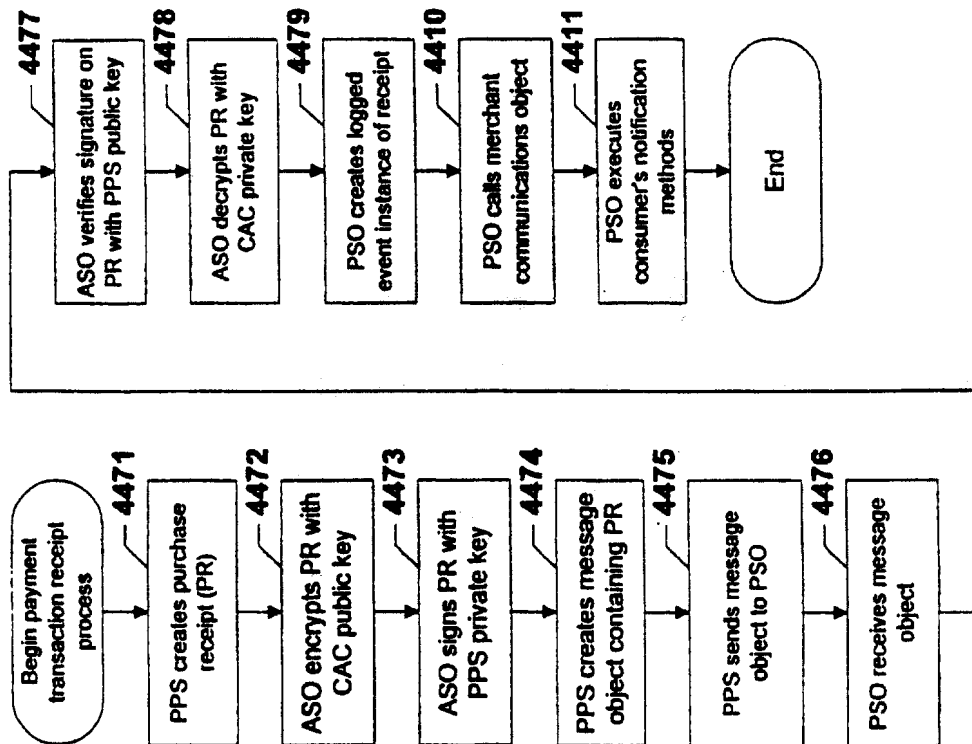 Begin payment
transaction receipt
process
4471
PPS creates purchase
receipt (PR)
4472
ASO encrypts PR with
CAC public key
4473
ASO signs PR with
PPS private key
4474
PPS creates message
object containing PR
4475
PPS sends message
object to PSO
4476
PSO receives message
object
4477
ASO verifies signature on
PR with PPS public key
4478
ASO decrypts PR with
CAC private key
4479
PSO creates logged
event instance of receipt
4410
PSO calls merchant
communications object
4411
PSO executes
consumer's notification
methods
End